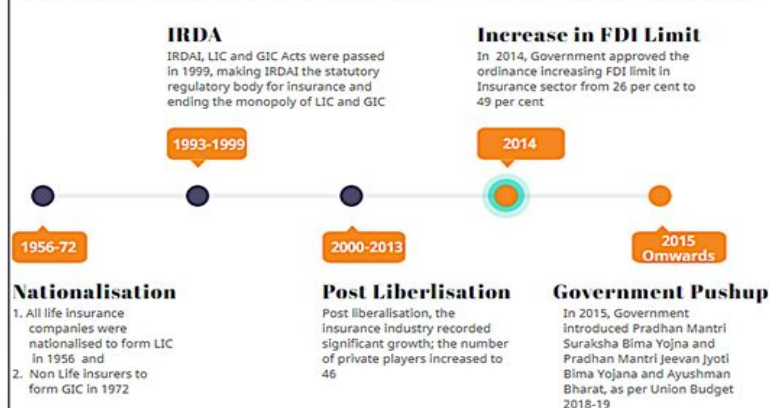 IRDA
IRDAI, LIC and GIC Acts were passed
in 1999, making IRDAI the statutory
regulatory body for insurance and
ending the monopoly of LIC and GIC
1993-1999
Increase in FDI Limit
In 2014, Government approved the
ordinance increasing FDI limit in
Insurance sector from 26 per cent to
49 per cent
2014
1956-72
Nationalisation
1. All life insurance
companies were
nationalised to form LIC
in 1956 and
2. Non Life insurers to
form GIC in 1972
2000-2013
Post Liberlisation
Post liberalisation, the
insurance industry recorded
significant growth; the number
of private players increased to
46
2015
Omwards
Government Pushup
In 2015, Government
introduced Pradhan Mantri
Suraksha Bima Yojna and
Pradhan Mantri Jeevan Jyoti
Bima Yojana and Ayushman
Bharat, as per Union Budget
2018-19